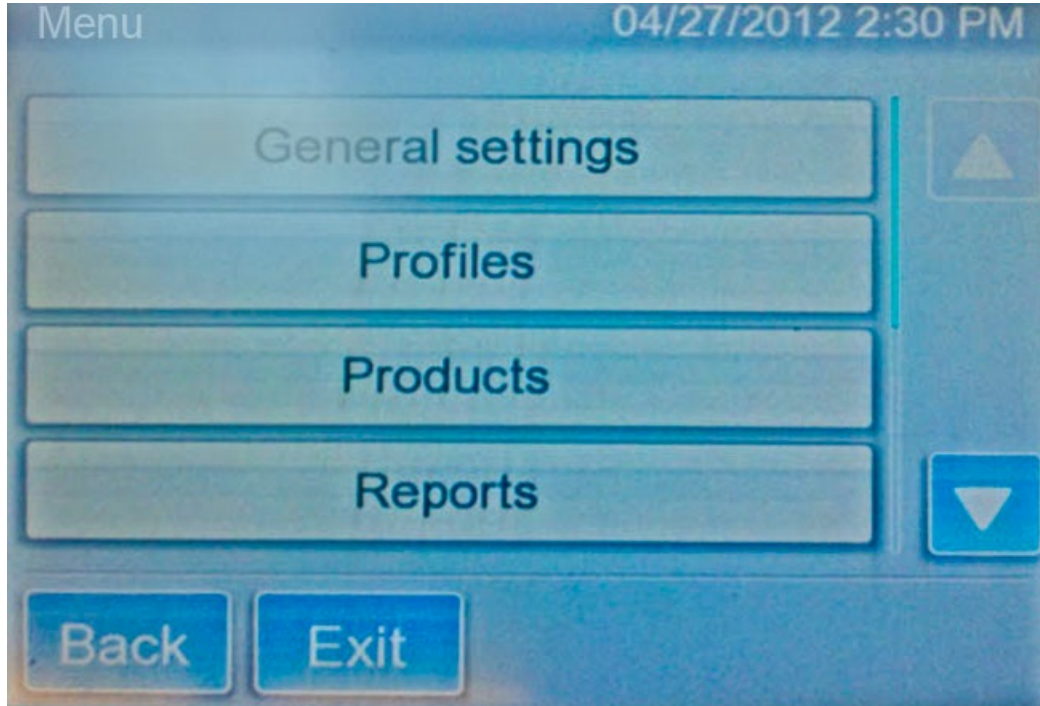 Menu 04/27/2012 2:30 PM
General settings
Profiles
Products
Reports
Back Exit